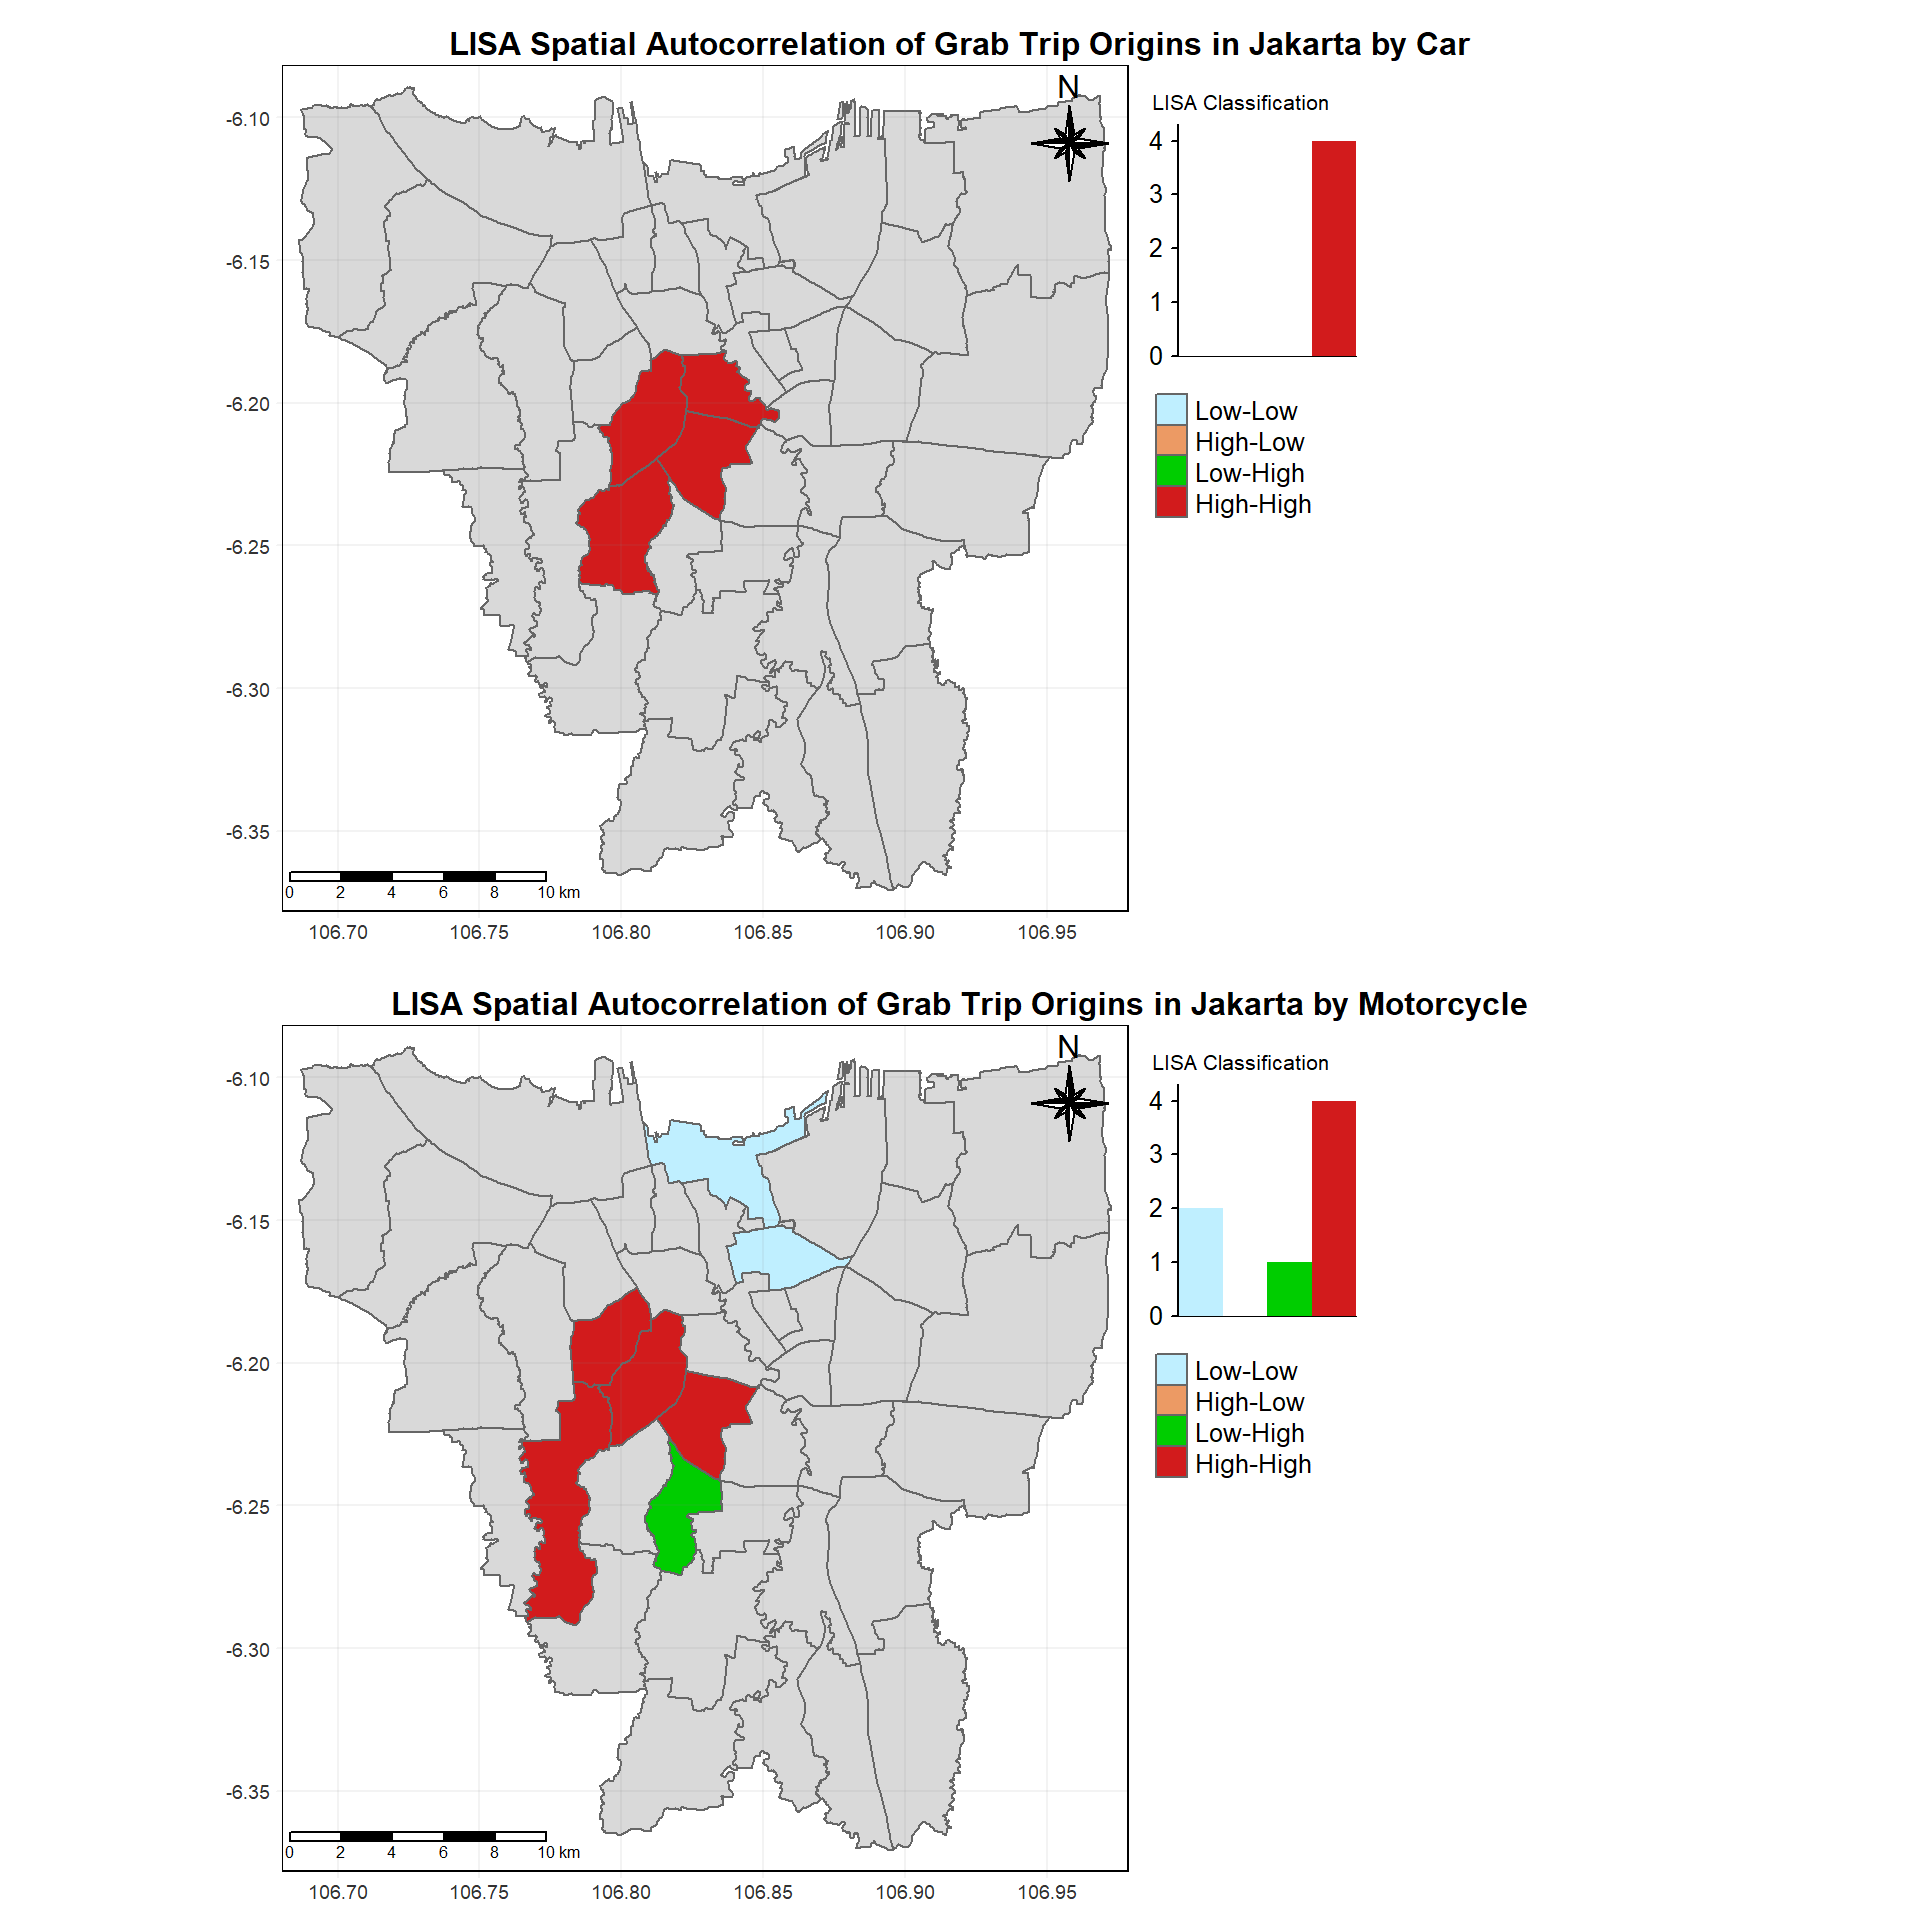 LISA Spatial Autocorrelation of Grab Trip Origins in Jakarta by Car
N
LISA Classification
-6.10
-6.15
-6.20
-6.25
-6.30
-6.35
4
3
2
1
0
Low-Low
High-Low
Low-High
High-High
0 2 4 6 8 10 km
106.70 106.75 106.80 106.85 106.90 106.95
LISA Spatial Autocorrelation of Grab Trip Origins in Jakarta by Motorcycle
N
LISA Classification
-6.10
-6.15
-6.20
-6.25
-6.30
-6.35
4
3
2
1
0
Low-Low
High-Low
Low-High
High-High
0 2 4 6 8 10 km
106.70 106.75 106.80 106.85 106.90 106.95